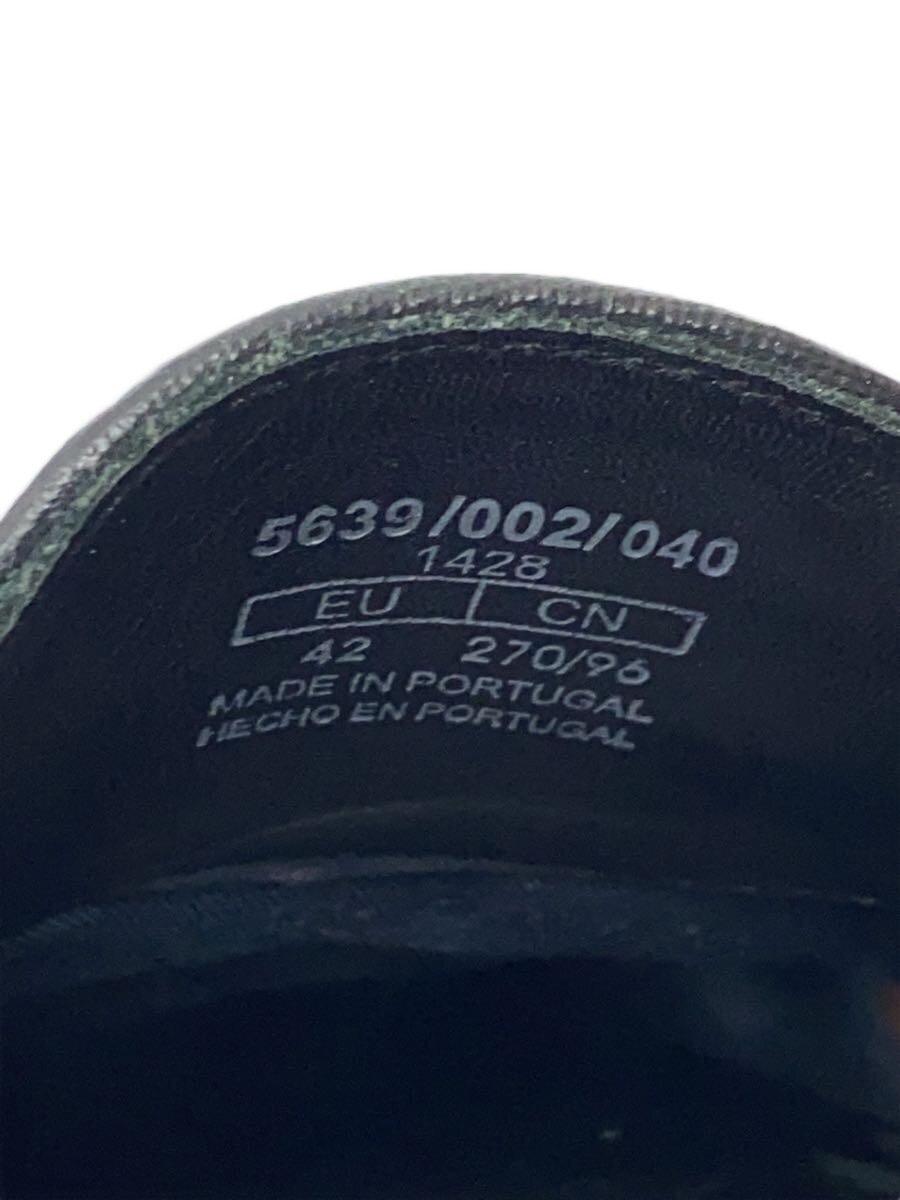 5639/002/040
1428
EU CN
42 270/96
MADE IN PORTUGAL
HECHO EN PORTUGAL